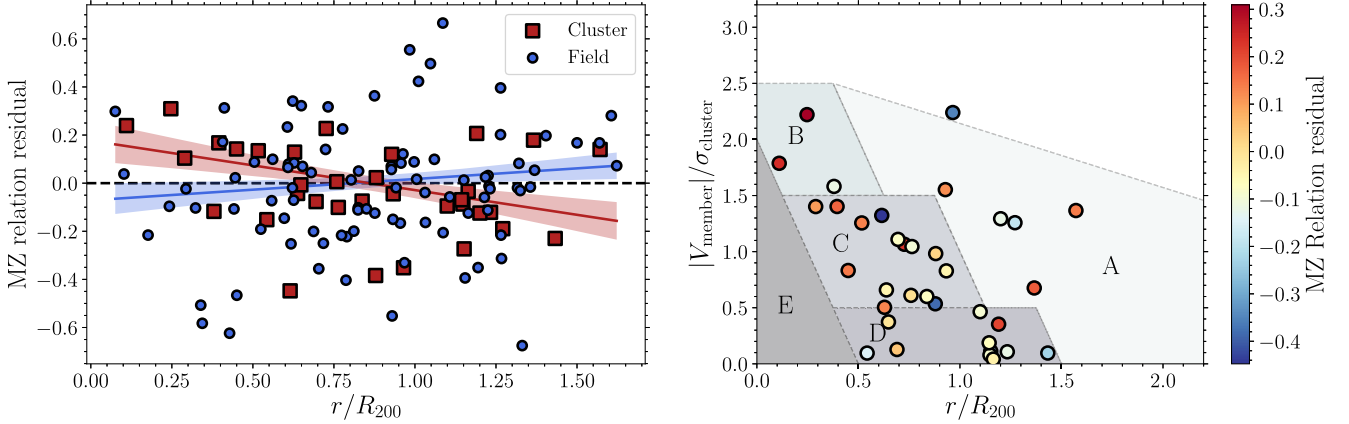 Cluster
Field
MZ relation residual
0.6
0.4
0.2
0.0
−0.2
−0.4
−0.6
0.00
0.25
0.50
0.75
1.00
1.25
1.50
r/R200
|Vmember|/σcluster
3.0
2.5
2.0
1.5
1.0
0.5
0.0
B
C
A
E
D
0.0
0.5
1.0
1.5
2.0
r/R200
0.3
0.2
0.1
0.0
−0.1
−0.2
−0.3
−0.4
MZ Relation residual